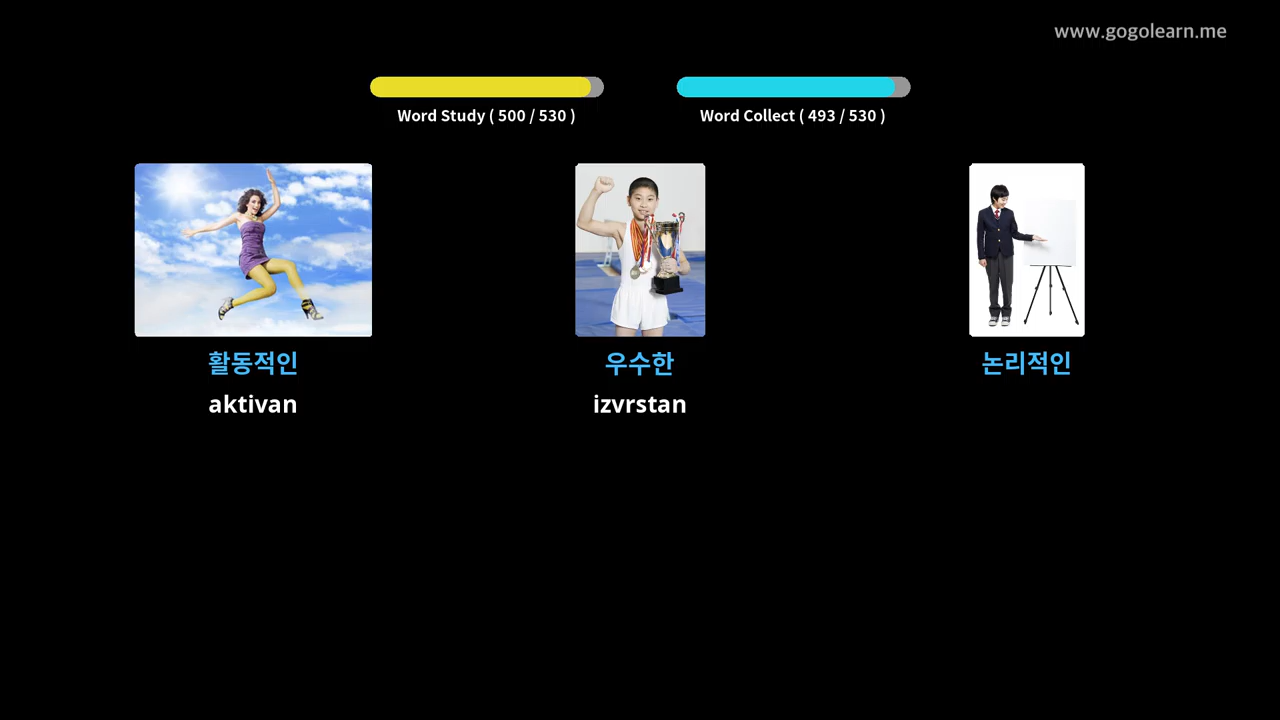 www.gogolearn.me
Word Study ( 500 / 530 )
Word Collect ( 493 / 530 )
활동적인
우수한
논리적인
aktivan
izvrstan